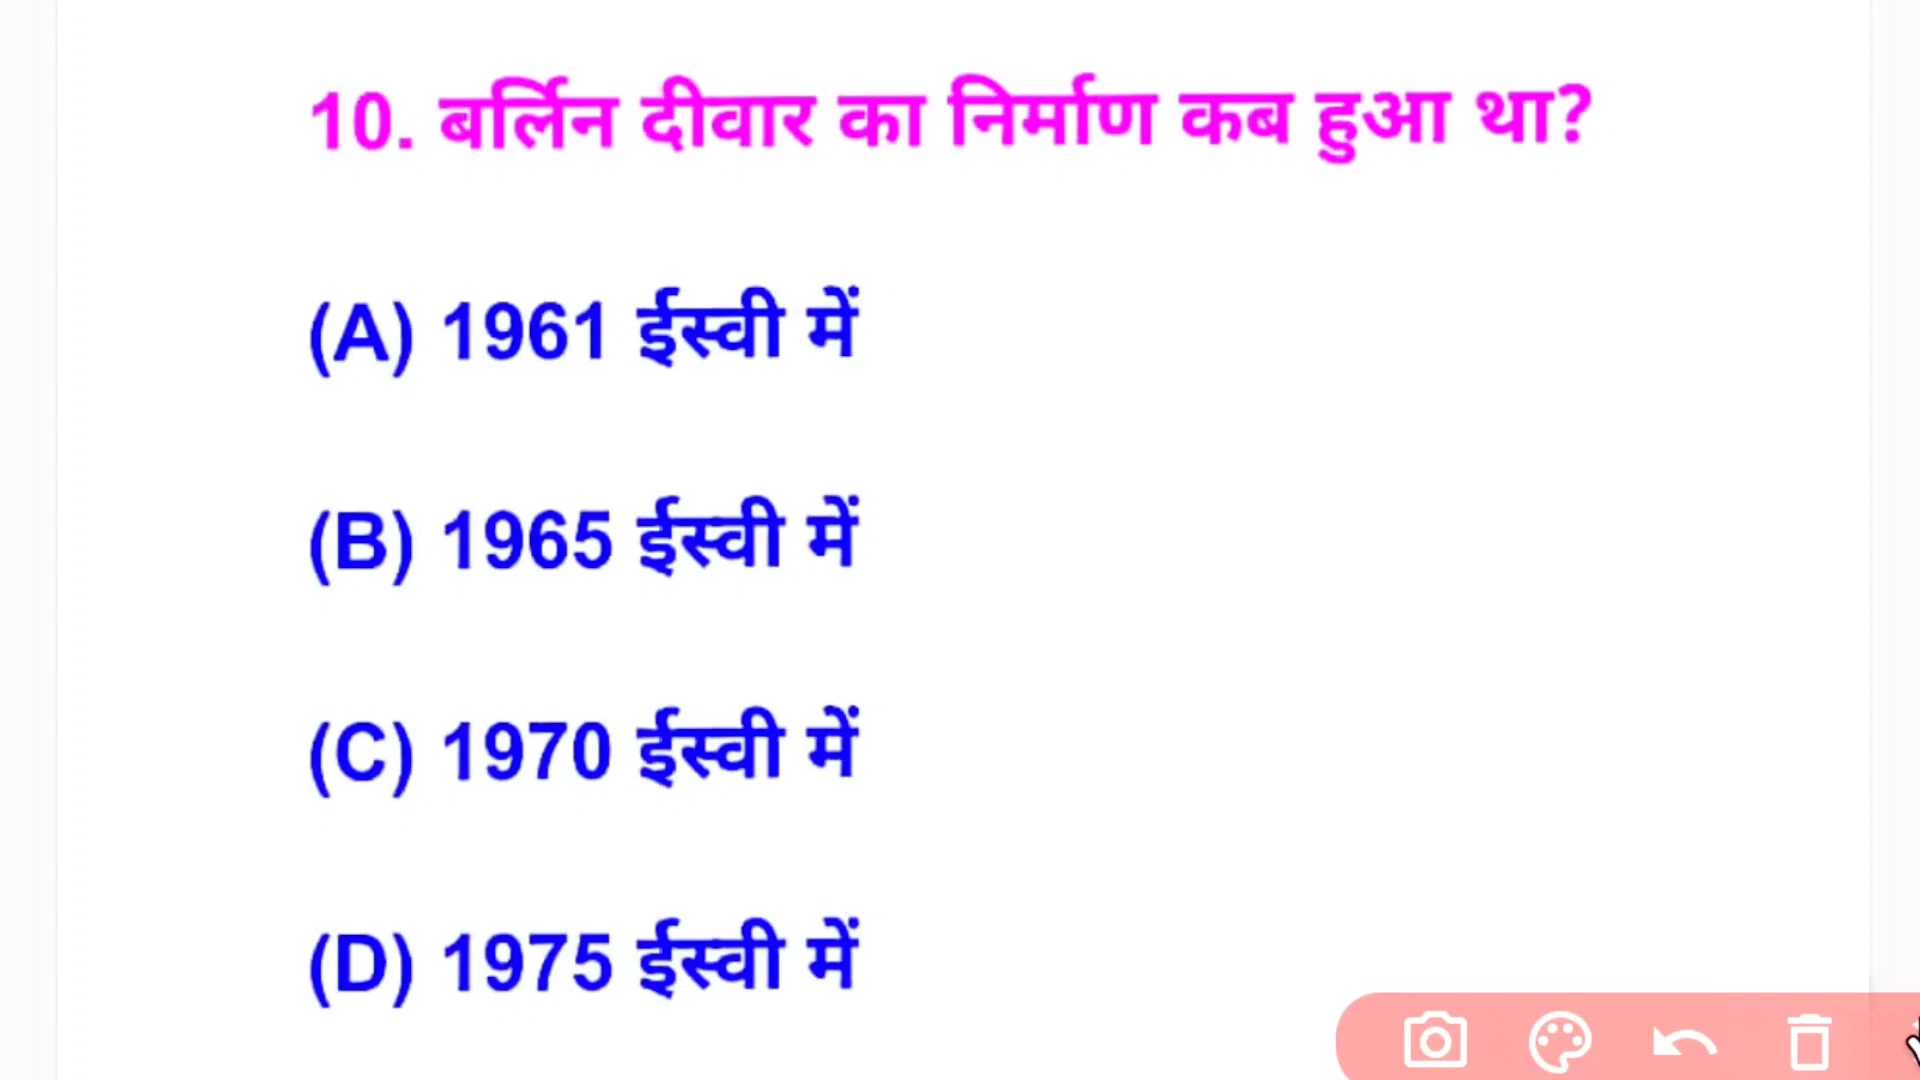 10. बर्लिन दीवार का निर्माण कब हुआ था?
(A) 1961 ईस्वी में
(B) 1965 ईस्वी में
(C) 1970 ईस्वी में
(D) 1975 ईस्वी में